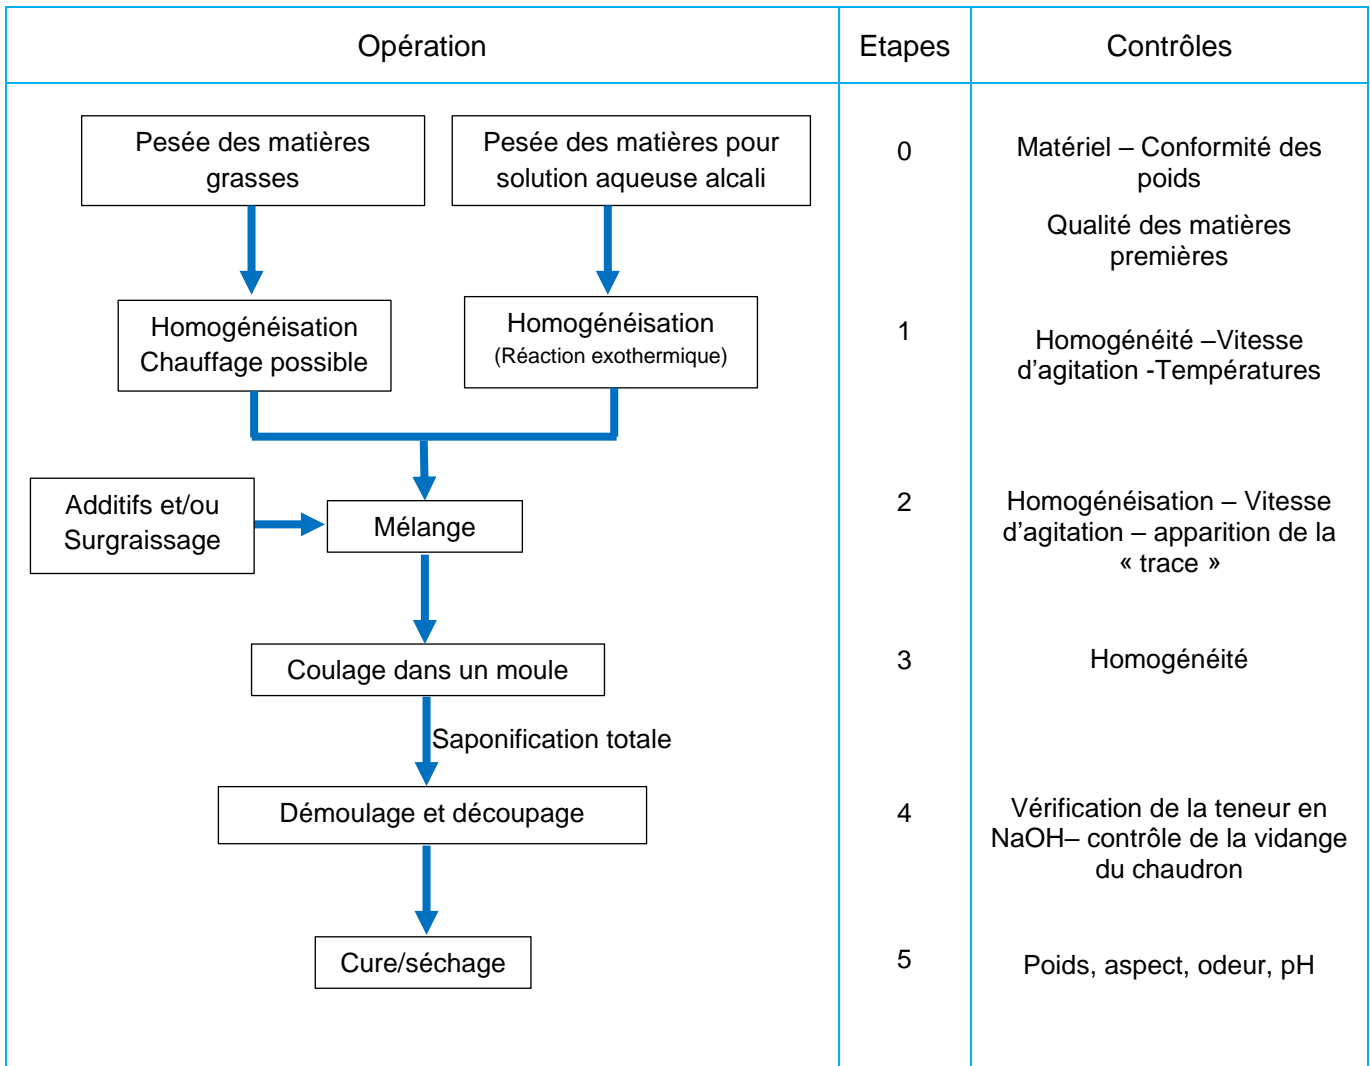 Opération
Etapes
Contrôles
Pesée des matières
grasses
Pesée des matières pour
solution aqueuse alcali
0
Matériel – Conformité des
poids
Qualité des matières
premières
Homogénéisation
Chauffage possible
Homogénéisation
(Réaction exothermique)
1
Homogénéité –Vitesse
d’agitation -Températures
Additifs et/ou
Surgraissage
Mélange
2
Homogénéisation – Vitesse
d’agitation – apparition de la
« trace »
Coulage dans un moule
3
Homogénéité
Saponification totale
Démoulage et découpage
4
Vérification de la teneur en
NaOH– contrôle de la vidange
du chaudron
Cure/séchage
5
Poids, aspect, odeur, pH